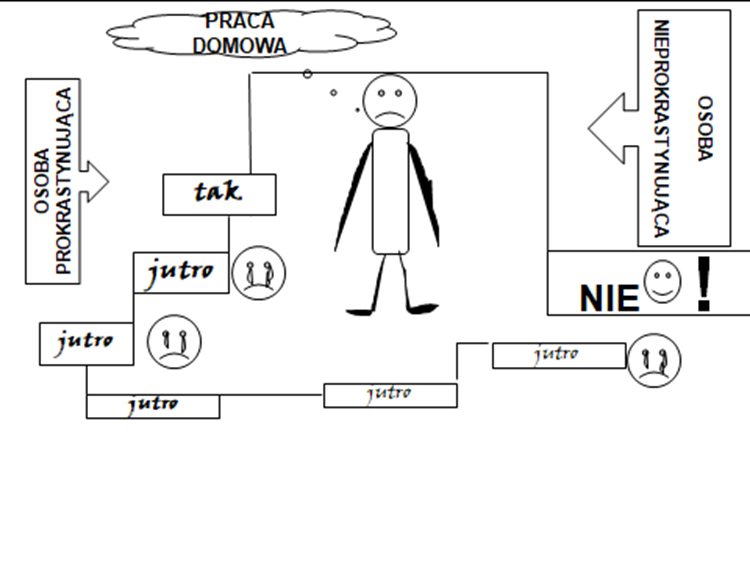 PRACA
DOMOWA
OSOBA
PROKRASTYNUJĄCA
OSOBA
NIEPROKRASTYNUJĄCA
tak.
jutro
NIE !
jutro
jutro
jutro
jutro